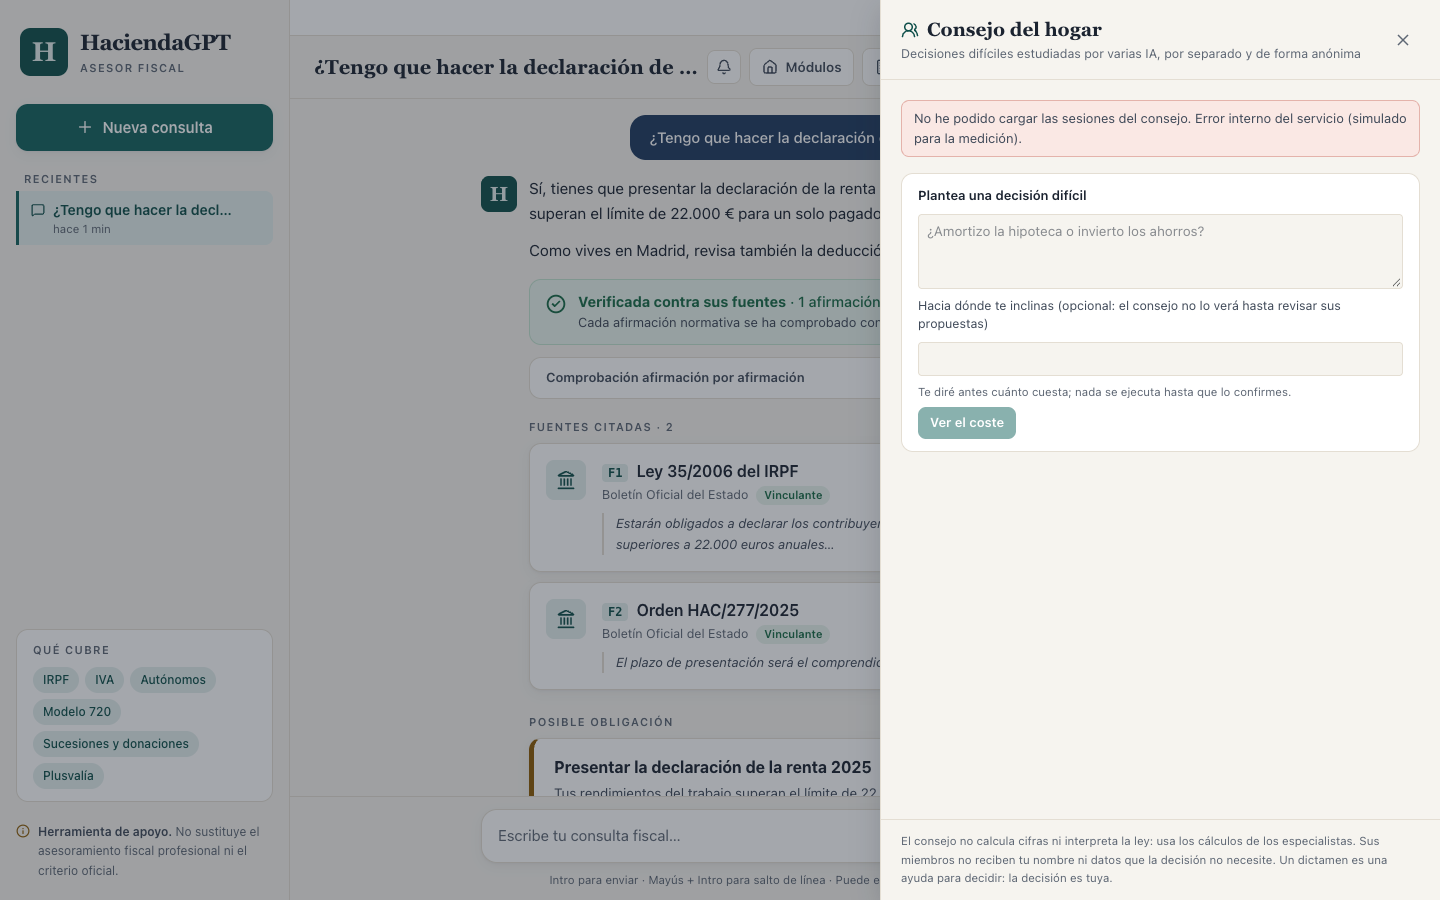 H
HaciendaGPT
ASESOR FISCAL
Nueva consulta
RECIENTES
¿Tengo que hacer la decl...
hace 1 min
QUÉ CUBRE
IRPF
IVA
Autónomos
Modelo 720
Sucesiones y donaciones
Plusvalía
Herramienta de apoyo. No sustituye el
asesoramiento fiscal profesional ni el
criterio oficial.
¿Tengo que hacer la declaración de ...
Módulos
¿Tengo que hacer la declaración
H
Sí, tienes que presentar la declaración de la renta
superan el límite de 22.000 € para un solo pagado
Como vives en Madrid, revisa también la deducció
Verificada contra sus fuentes · 1 afirmación
Cada afirmación normativa se ha comprobado con
Comprobación afirmación por afirmación
FUENTES CITADAS · 2
F1 Ley 35/2006 del IRPF
Boletín Oficial del Estado Vinculante
Estarán obligados a declarar los contribuyen
superiores a 22.000 euros anuales...
F2 Orden HAC/277/2025
Boletín Oficial del Estado Vinculante
El plazo de presentación será el comprendid
POSIBLE OBLIGACIÓN
Presentar la declaración de la renta 2025
Tus rendimientos del trabajo superan el límite de 22
Escribe tu consulta fiscal...
Intro para enviar · Mayús + Intro para salto de línea · Puede e
Consejo del hogar
Decisiones difíciles estudiadas por varias IA, por separado y de forma anónima
No he podido cargar las sesiones del consejo. Error interno del servicio (simulado
para la medición).
Plantea una decisión difícil
¿Amortizo la hipoteca o invierto los ahorros?
Hacia dónde te inclinas (opcional: el consejo no lo verá hasta revisar sus
propuestas)
Te diré antes cuánto cuesta; nada se ejecuta hasta que lo confirmes.
Ver el coste
El consejo no calcula cifras ni interpreta la ley: usa los cálculos de los especialistas. Sus
miembros no reciben tu nombre ni datos que la decisión no necesite. Un dictamen es una
ayuda para decidir: la decisión es tuya.